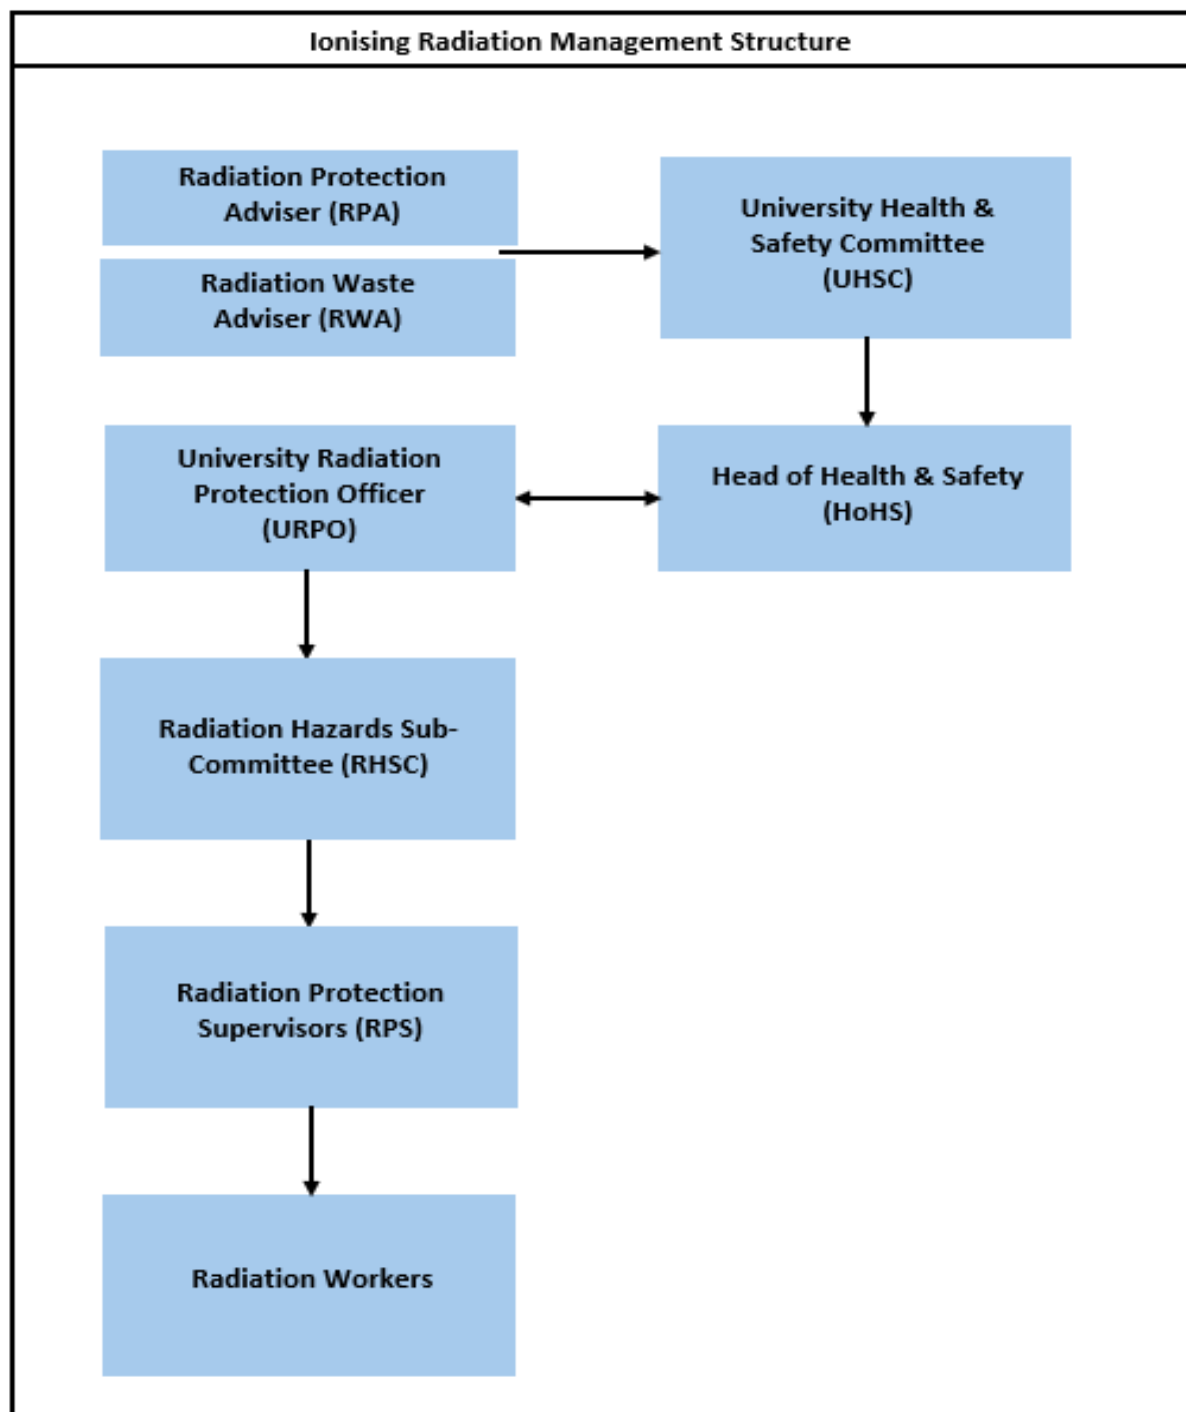 Ionising Radiation Management Structure
Radiation Protection
Adviser (RPA)
Radiation Waste
Adviser (RWA)
University Health &
Safety Committee
(UHSC)
University Radiation
Protection Officer
(URPO)
Head of Health & Safety
(HoHS)
Radiation Hazards Sub-
Committee (RHSC)
Radiation Protection
Supervisors (RPS)
Radiation Workers